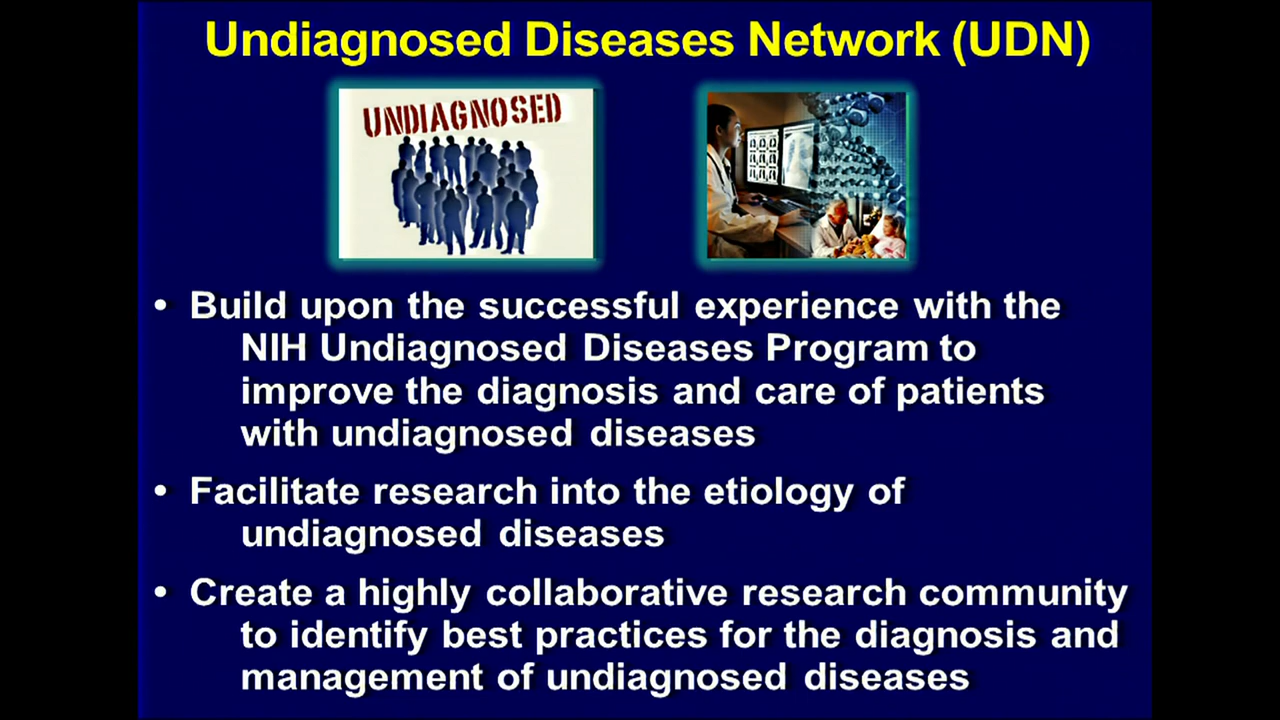 Undiagnosed Diseases Network (UDN)
UNDIAGNOSED
• Build upon the successful experience with the
NIH Undiagnosed Diseases Program to
improve the diagnosis and care of patients
with undiagnosed diseases
• Facilitate research into the etiology of
undiagnosed diseases
• Create a highly collaborative research community
to identify best practices for the diagnosis and
management of undiagnosed diseases